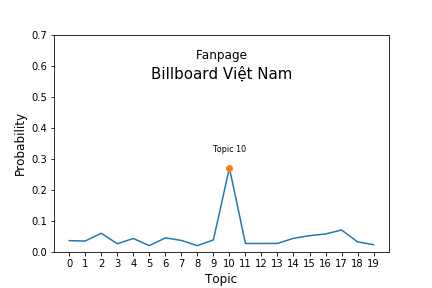 Fanpage
Billboard Việt Nam
Topic 10
Probability
0.7
0.6
0.5
0.4
0.3
0.2
0.1
0.0
0 1 2 3 4 5 6 7 8 9 10 11 12 13 14 15 16 17 18 19
Topic